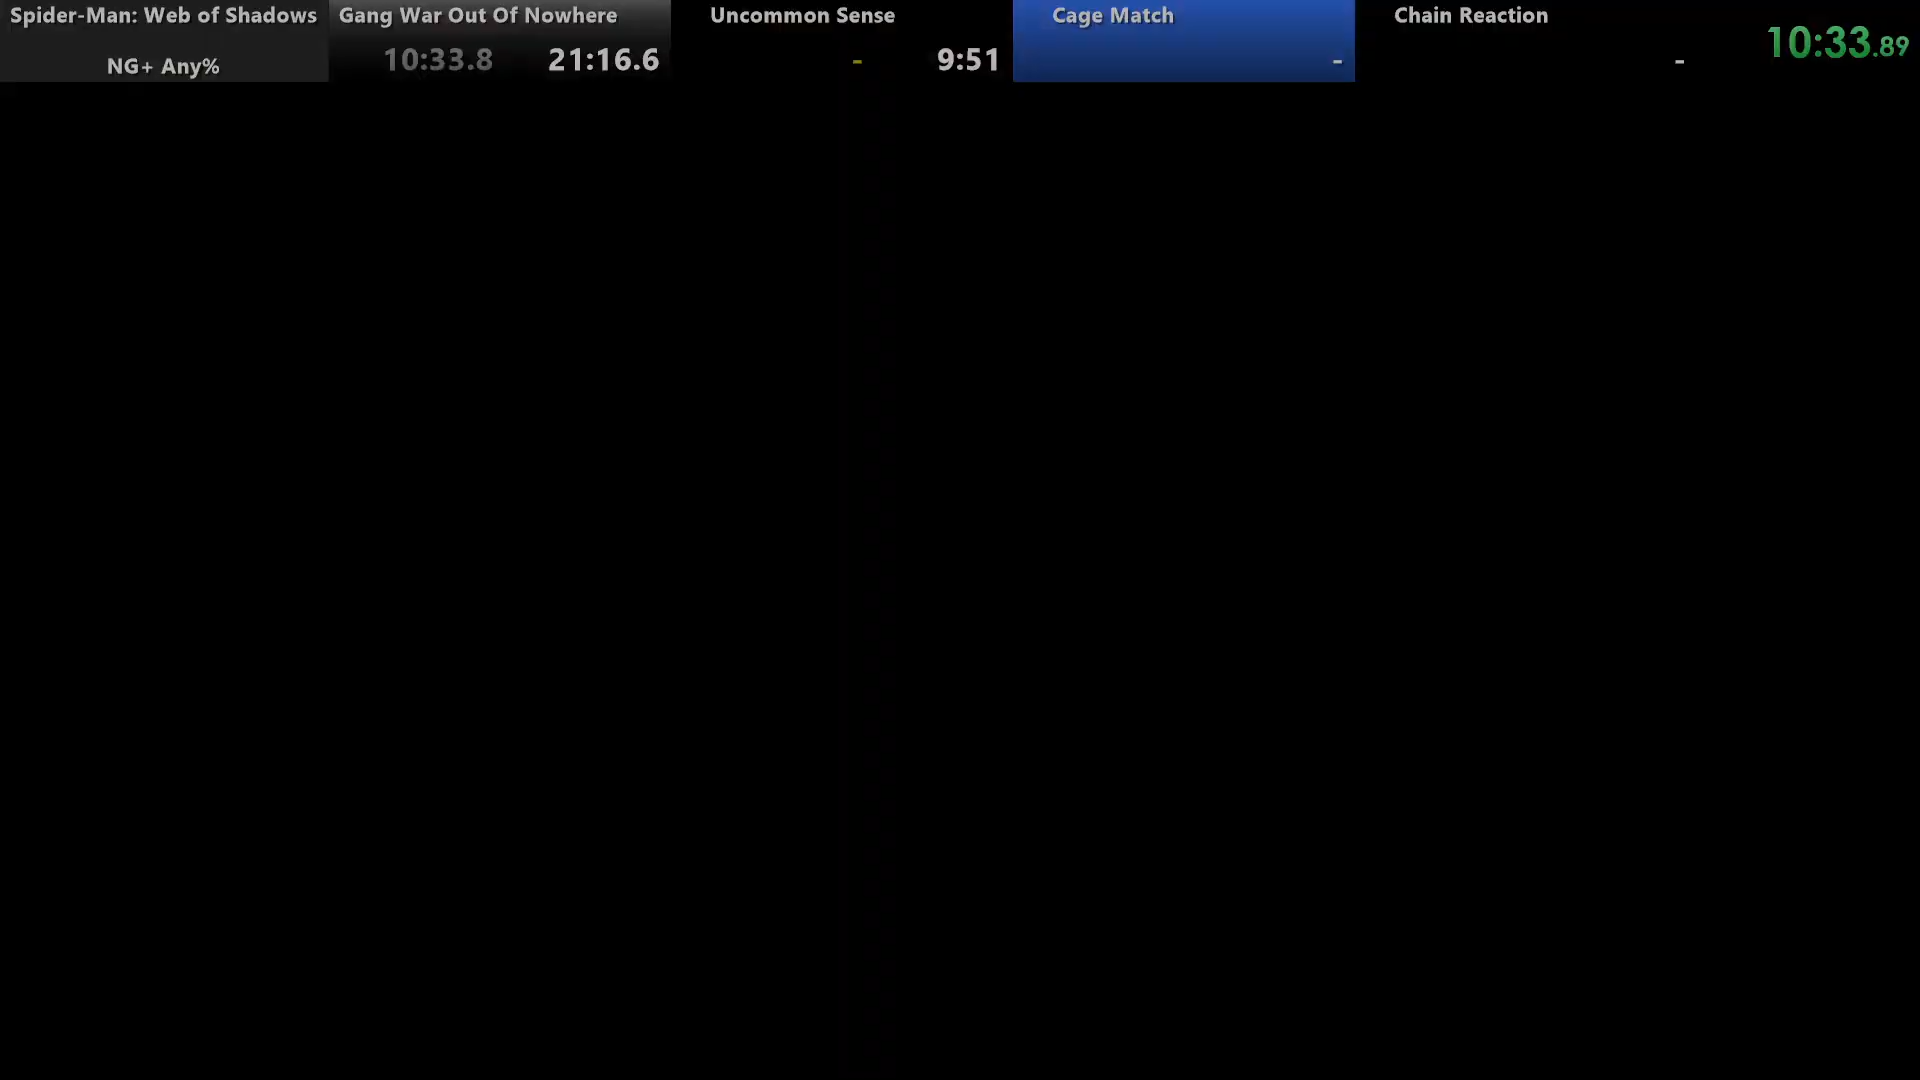 Spider-Man: Web of Shadows
NG+ Any%
Gang War Out Of Nowhere
10:33.8 21:16.6
Uncommon Sense
- 9:51
Cage Match
-
Chain Reaction
-
10:33.89